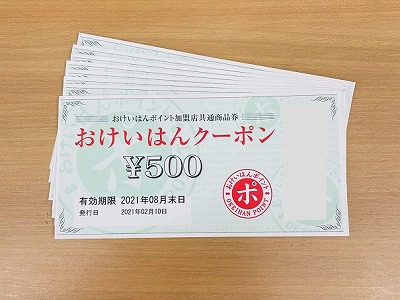 おけいはんポイント加盟店共通商品券
おけいはんクーポン
¥500
有効期限 2021年08月末日
発行日 2021年02月10日
おけいはんポイント
ポ
OKEIHAN POINT